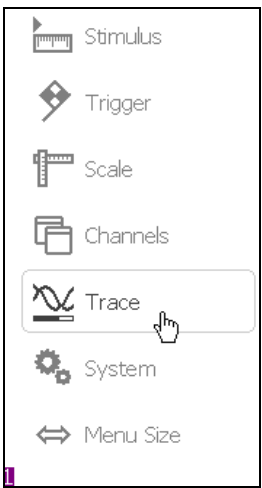 Stimulus
Trigger
Scale
Channels
Trace
System
Menu Size
1